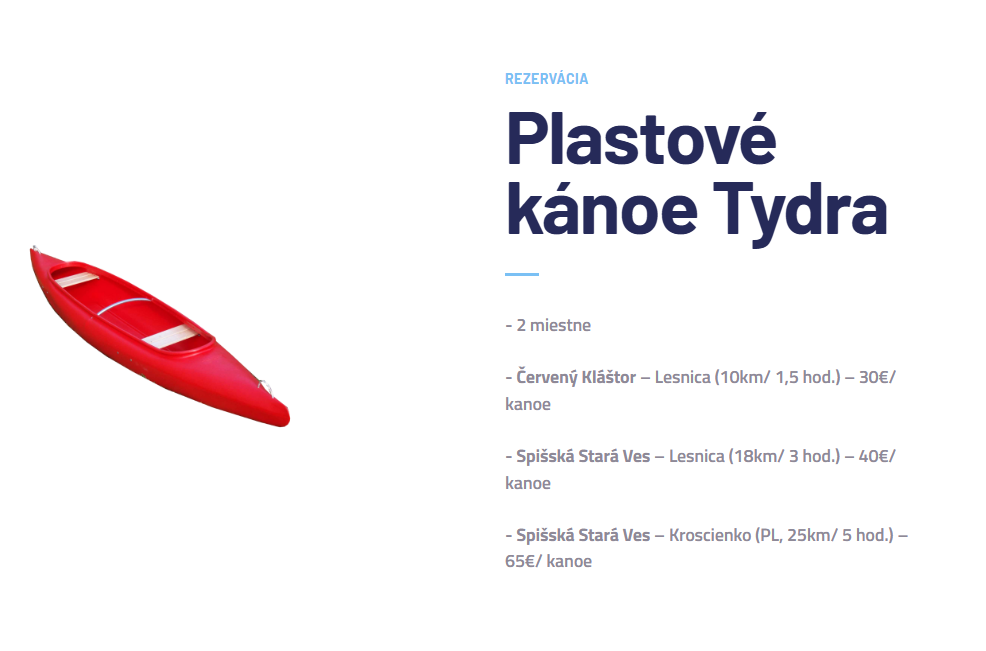 REZERVÁCIA
Plastové
kánoe Tydra
- 2 miestne
- Červený Kláštor – Lesnica (10km/ 1,5 hod.) – 30€/
kanoe
- Spišská Stará Ves – Lesnica (18km/ 3 hod.) – 40€/
kanoe
- Spišská Stará Ves – Kroscienko (PL, 25km/ 5 hod.) –
65€/ kanoe